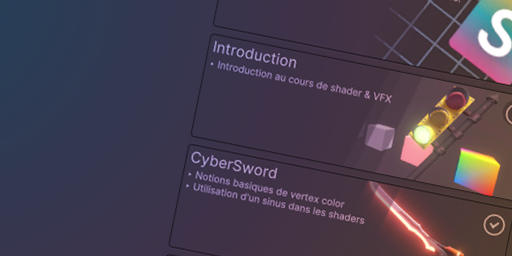 S
Introduction
• Introduction au cours de shader & VFX
CyberSword
• Notions basiques de vertex color
• Utilisation d'un sinus dans les shaders